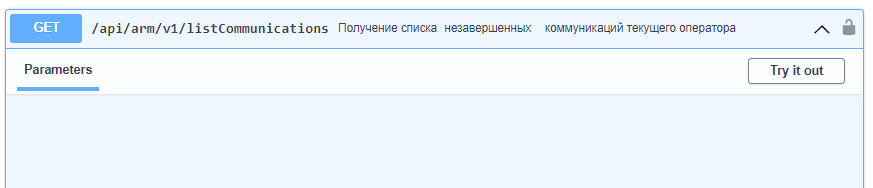 GET /api/arm/v1/listCommunications Получение списка незавершенных коммуникаций текущего оператора
Parameters Try it out